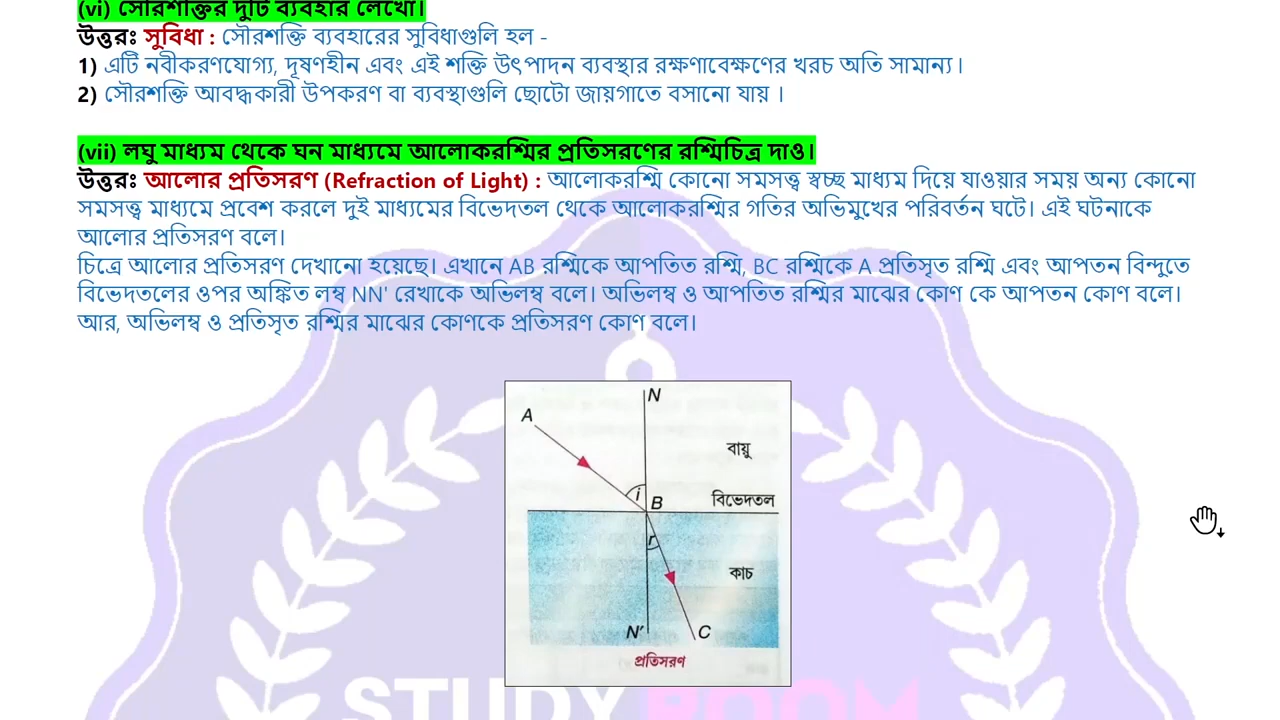 (vi) সৌরশক্তির দুটি ব্যবহার লেখো।
উত্তরঃ সুবিধা : সৌরশক্তি ব্যবহারের সুবিধাগুলি হল -
1) এটি নবীকরণযোগ্য, দূষণহীন এবং এই শক্তি উৎপাদন ব্যবস্থার রক্ষণাবেক্ষণের খরচ অতি সামান্য।
2) সৌরশক্তি আবদ্ধকারী উপকরণ বা ব্যবস্থাগুলি ছোটো জায়গাতে বসানো যায় ।
(vii) লঘু মাধ্যম থেকে ঘন মাধ্যমে আলোকরশ্মির প্রতিসরণের রশ্মিচিত্র দাও।
উত্তরঃ আলোর প্রতিসরণ (Refraction of Light) : আলোকরশ্মি কোনো সমসত্ত্ব স্বচ্ছ মাধ্যম দিয়ে যাওয়ার সময় অন্য কোনো
সমসত্ত্ব মাধ্যমে প্রবেশ করলে দুই মাধ্যমের বিভেদতল থেকে আলোকরশ্মির গতির অভিমুখের পরিবর্তন ঘটে। এই ঘটনাকে
আলোর প্রতিসরণ বলে।
চিত্রে আলোর প্রতিসরণ দেখানো হয়েছে। এখানে AB রশ্মিকে আপতিত রশ্মি, BC রশ্মিকে A প্রতিসৃত রশ্মি এবং আপতন বিন্দুতে
বিভেদতলের ওপর অঙ্কিত লম্ব NN' রেখাকে অভিলম্ব বলে। অভিলম্ব ও আপতিত রশ্মির মাঝের কোণ কে আপতন কোণ বলে।
আর, অভিলম্ব ও প্রতিসৃত রশ্মির মাঝের কোণকে প্রতিসরণ কোণ বলে।
N
A
বায়ু
i
B
বিভেদতল
r
কাচ
N'
C
প্রতিসরণ
STUDY ROOM